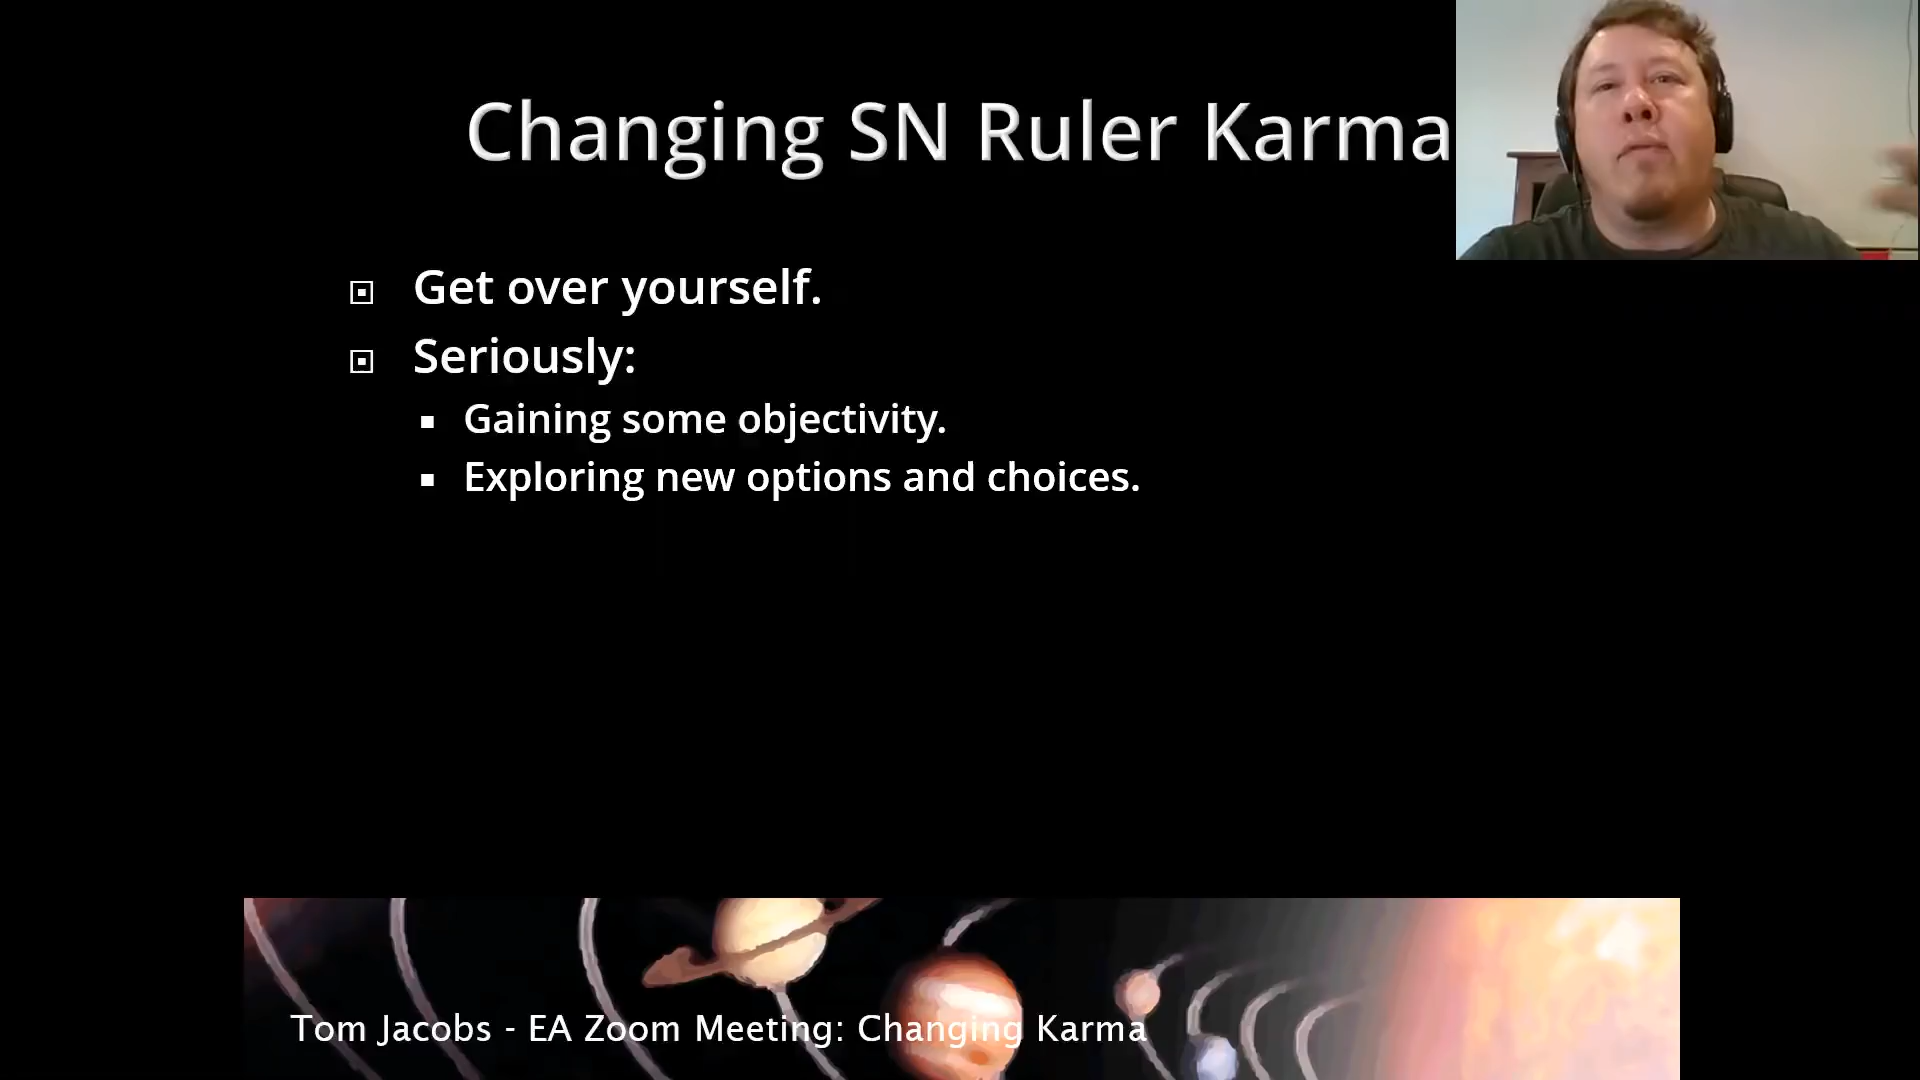 Changing SN Ruler Karma
Get over yourself.
Seriously:
Gaining some objectivity.
Exploring new options and choices.
Tom Jacobs - EA Zoom Meeting: Changing Karma